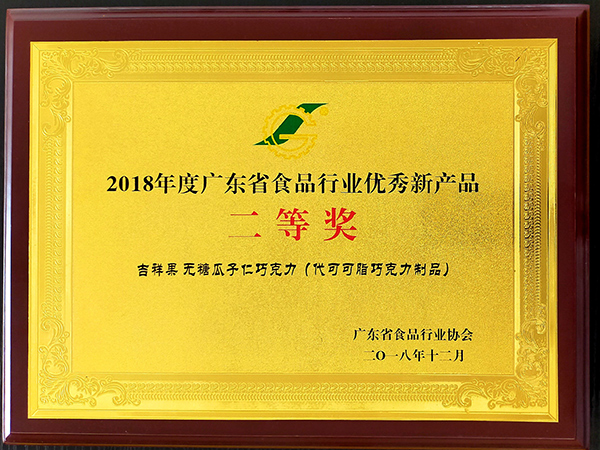 2018年度广东省食品行业优秀新产品
二等奖
吉祥果 无糖瓜子仁巧克力（代可可脂巧克力制品）
广东省食品行业协会
二O一八年十二月